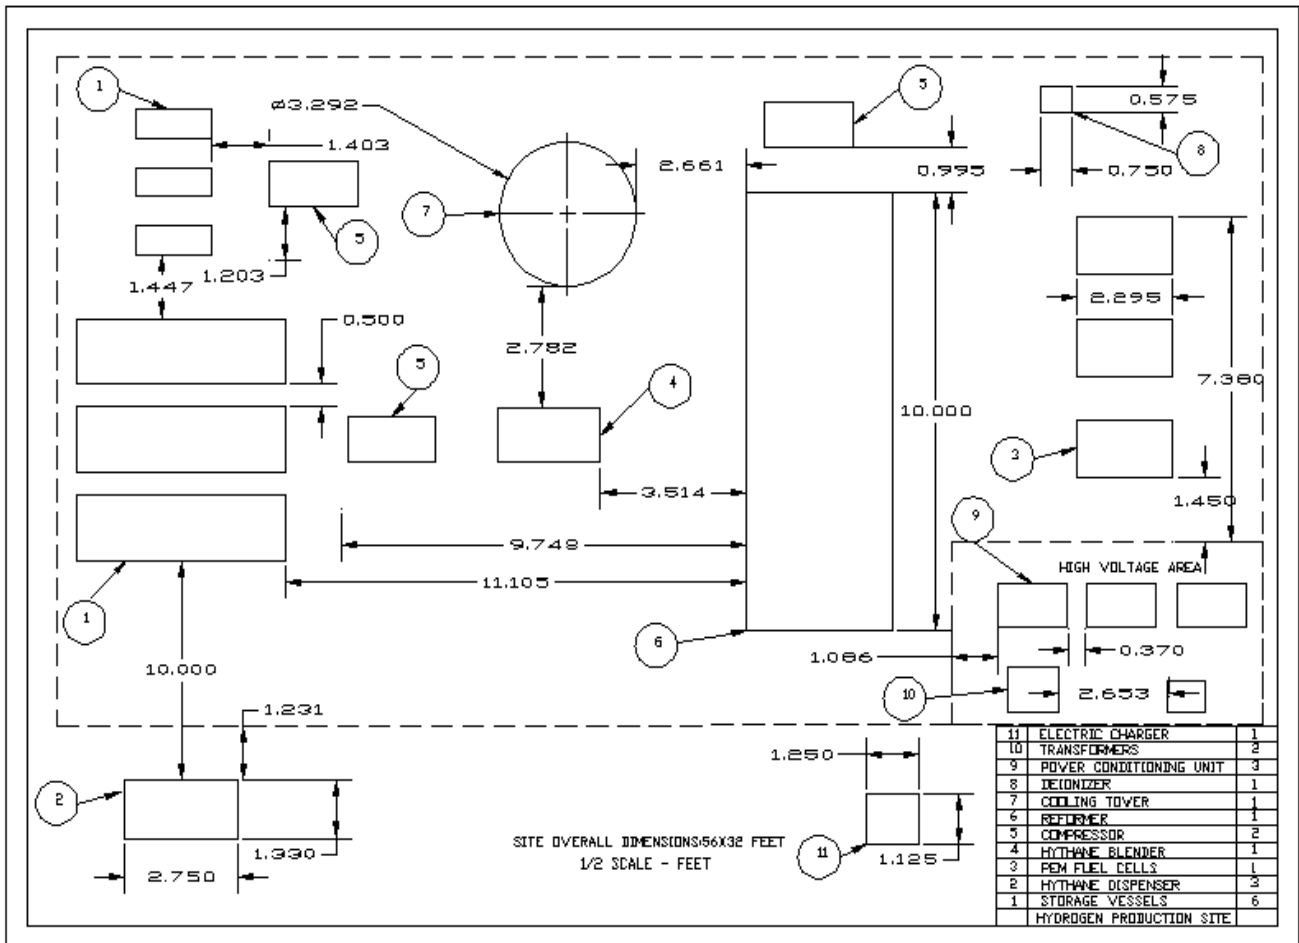 1
ø3.292
1.403
5
0.575
8
2.661
0.995
0.750
7
5
1.203
1.447
2.295
0.500
2.782
7.380
5
4
10.000
3
3.514
1.450
9
9.748
HIGH VOLTAGE AREA
11.105
1
6
1.086
0.370
10.000
10
2.653
1.231
1.250
2
1.330
2.750
SITE OVERALL DIMENSIONS:56X32 FEET
1/2 SCALE - FEET
11
1.125
11 ELECTRIC CHARGER 1
10 TRANSFORMERS 2
9 POWER CONDITIONING UNIT 3
8 DEIONIZER 1
7 COOLING TOWER 1
6 REFORMER 1
5 COMPRESSOR 2
4 HYTHANE BLENDER 1
3 PEM FUEL CELLS 1
2 HYTHANE DISPENSER 3
1 STORAGE VESSELS 6
HYDROGEN PRODUCTION SITE